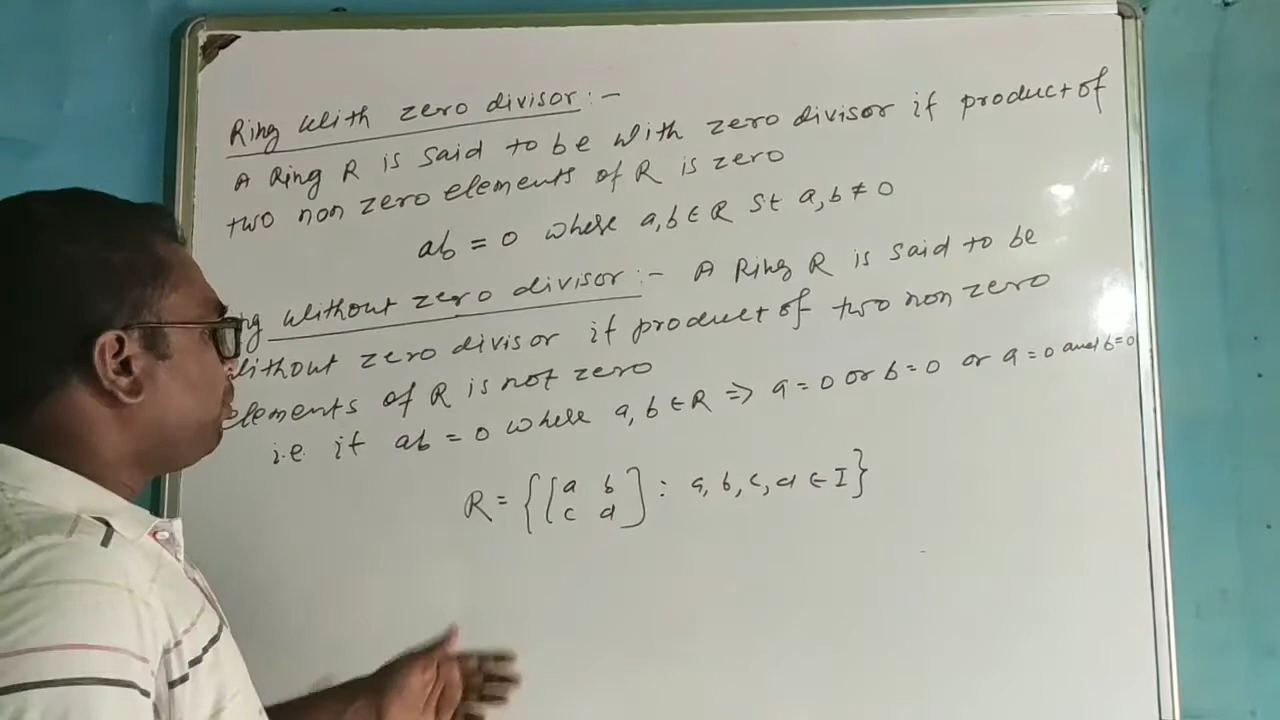 Ring With zero divisor :-
A Ring R is said to be with zero divisor if product of
two non zero elements of R is zero
ab = 0 where a, b ∈ R st a, b ≠ 0
ng Without zero divisor :- A Ring R is said to be
Without zero divisor if product of two non zero
elements of R is not zero
i.e. if ab = 0 where a, b ∈ R ⇒ a = 0 or b = 0 or a = 0 and b = 0
R = { [ a b
c d ] : a, b, c, d ∈ I }